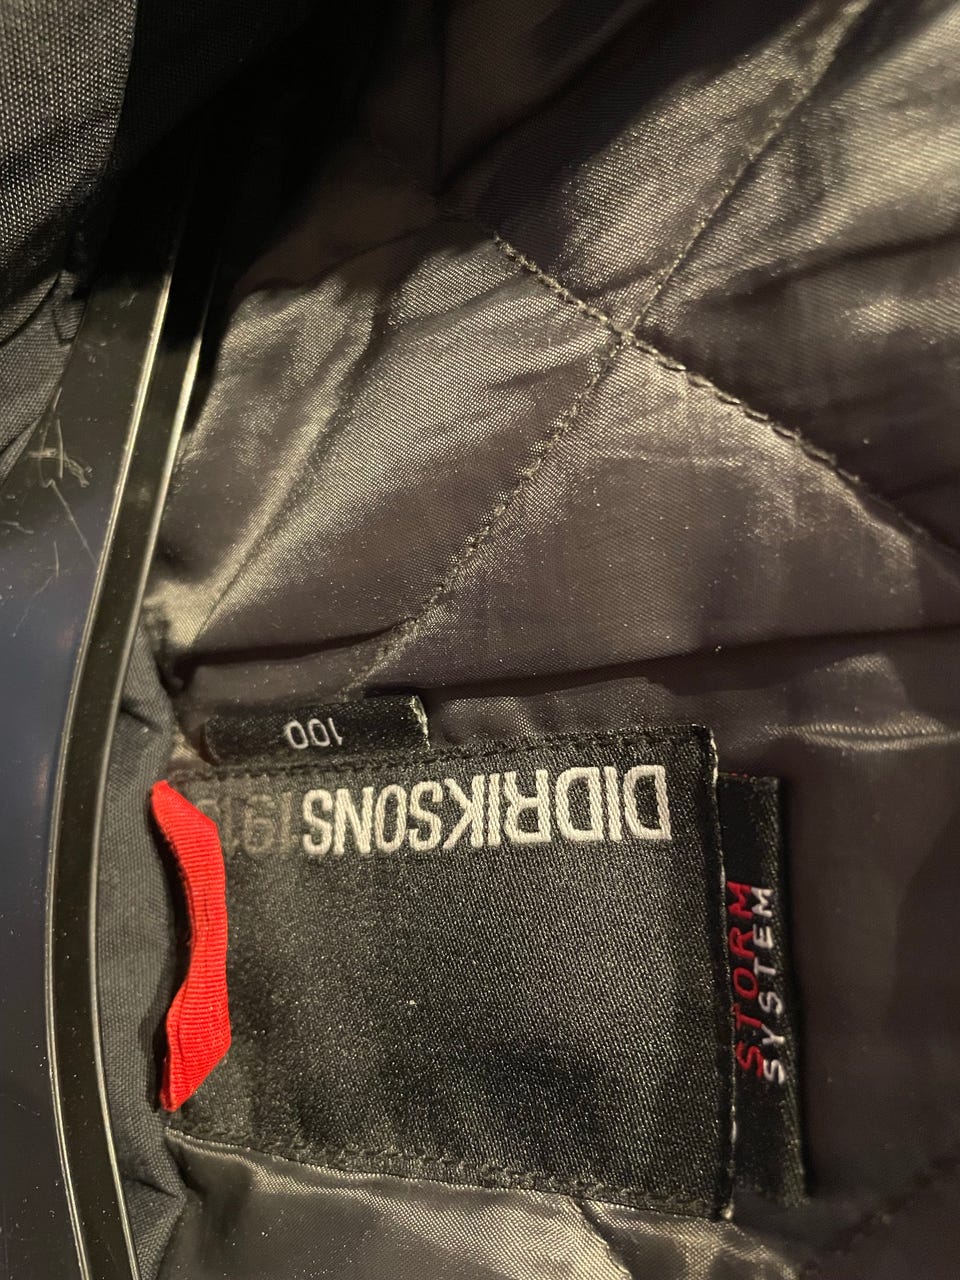 100
DIDRIKSONS
STORM
SYSTEM